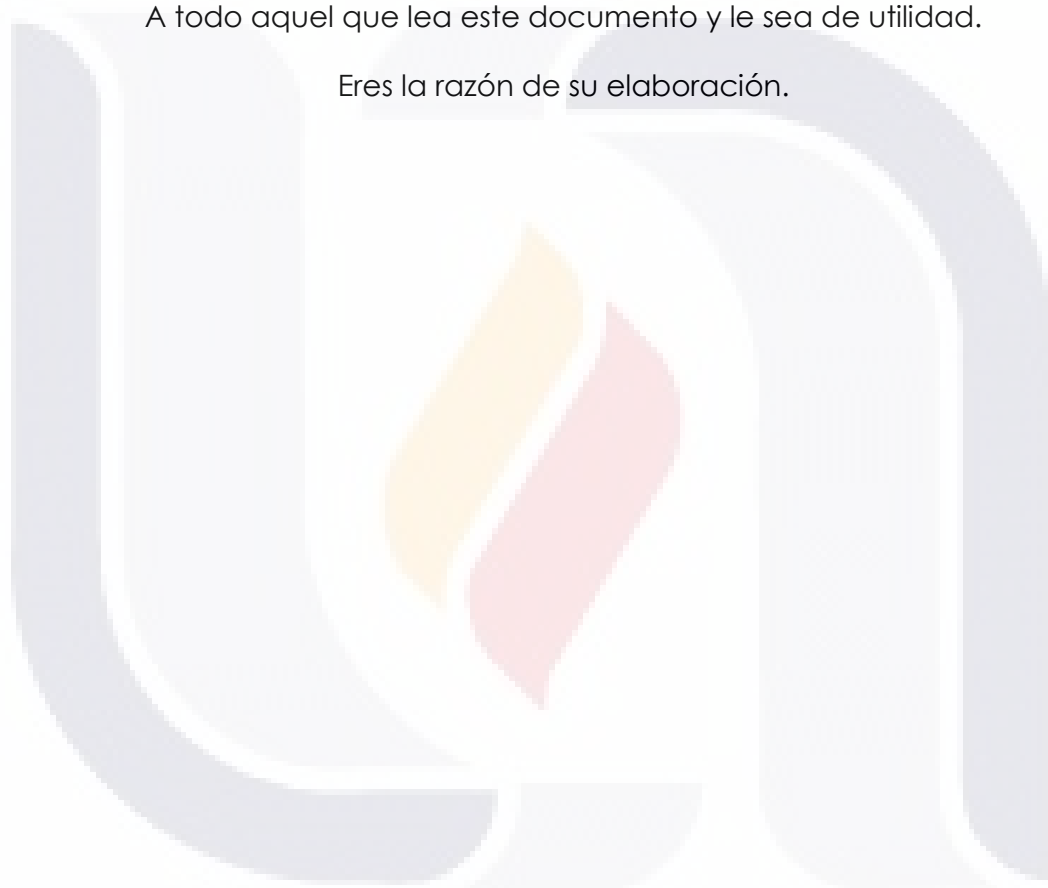 A todo aquel que lea este documento y le sea de utilidad.
Eres la razón de su elaboración.